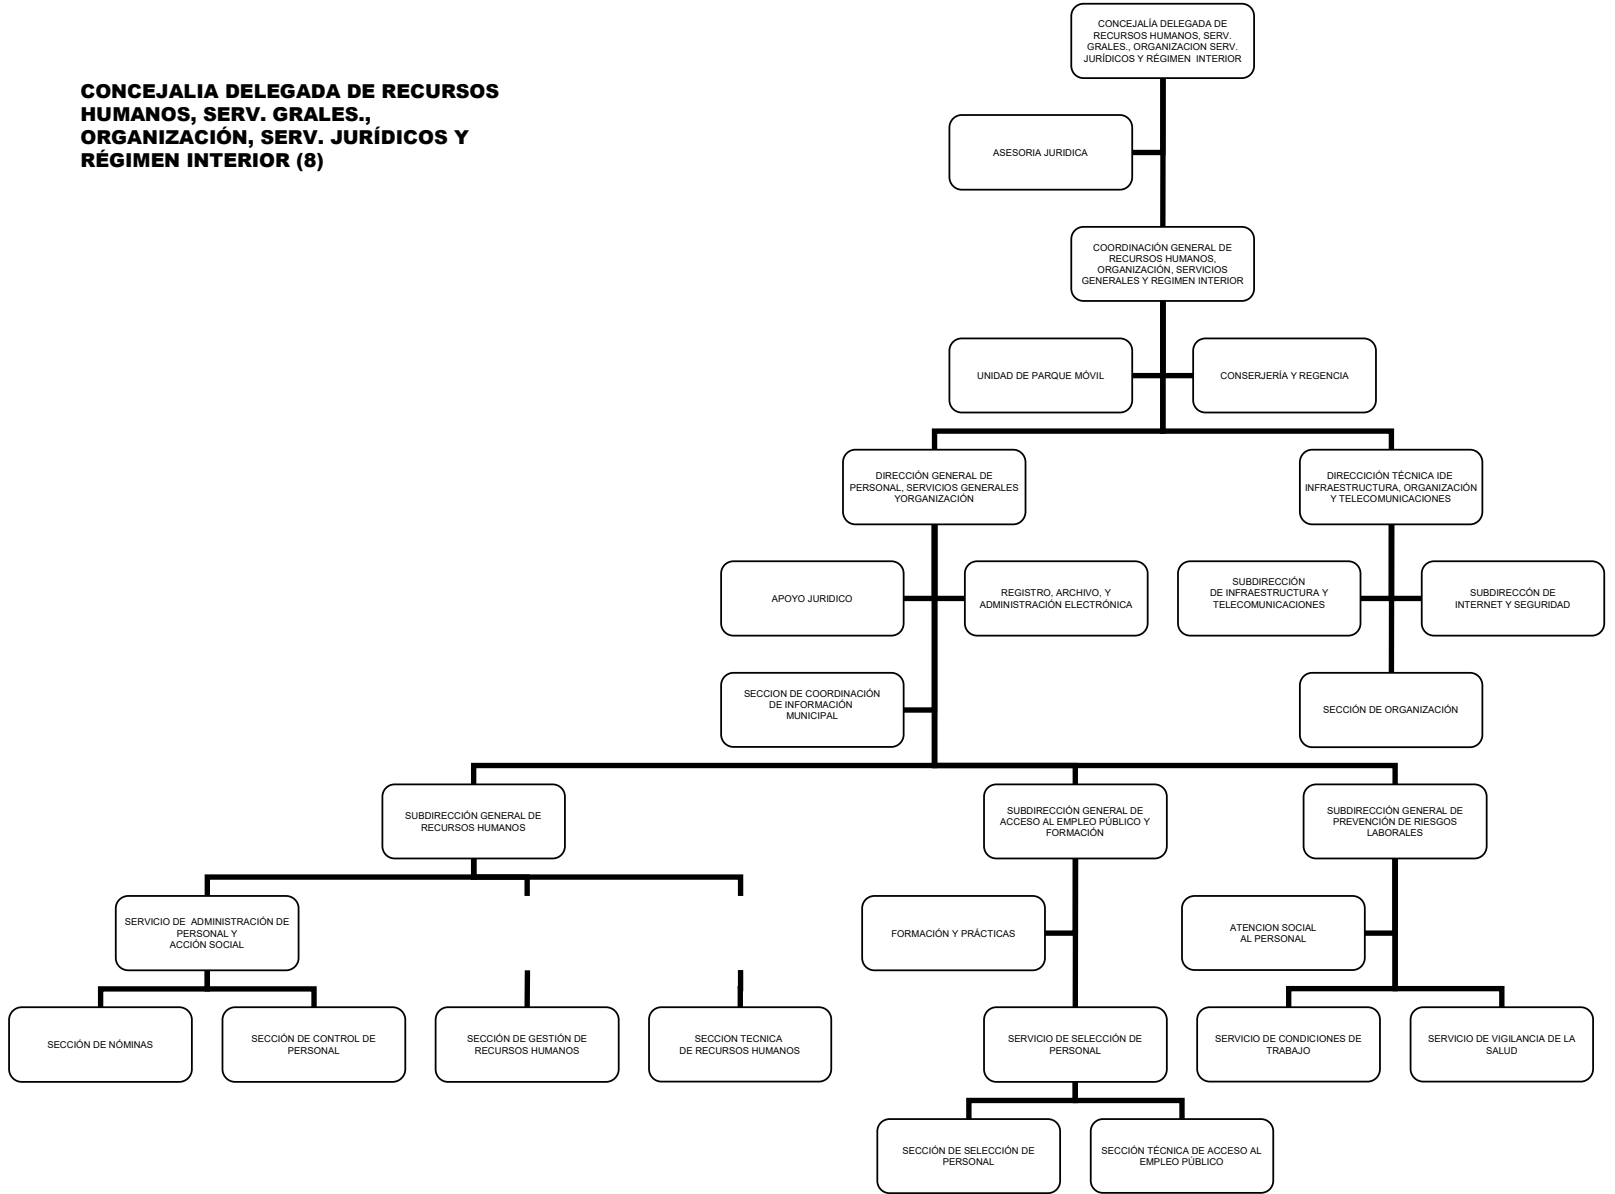 CONCEJALÍA DELEGADA DE
RECURSOS HUMANOS, SERV.
GRALES., ORGANIZACION SERV.
JURÍDICOS Y RÉGIMEN INTERIOR
CONCEJALIA DELEGADA DE RECURSOS
HUMANOS, SERV. GRALES.,
ORGANIZACIÓN, SERV. JURÍDICOS Y
RÉGIMEN INTERIOR (8)
ASESORIA JURIDICA
COORDINACIÓN GENERAL DE
RECURSOS HUMANOS,
ORGANIZACIÓN, SERVICIOS
GENERALES Y REGIMEN INTERIOR
UNIDAD DE PARQUE MÓVIL
CONSERJERÍA Y REGENCIA
DIRECCIÓN GENERAL DE
PERSONAL, SERVICIOS GENERALES
YORGANIZACIÓN
DIRECCICIÓN TÉCNICA IDE
INFRAESTRUCTURA, ORGANIZACIÓN
Y TELECOMUNICACIONES
APOYO JURIDICO
REGISTRO, ARCHIVO, Y
ADMINISTRACIÓN ELECTRÓNICA
SUBDIRECCIÓN
DE INFRAESTRUCTURA Y
TELECOMUNICACIONES
SUBDIRECCÓN DE
INTERNET Y SEGURIDAD
SECCION DE COORDINACIÓN
DE INFORMACIÓN
MUNICIPAL
SECCIÓN DE ORGANIZACIÓN
SUBDIRECCIÓN GENERAL DE
RECURSOS HUMANOS
SUBDIRECCIÓN GENERAL DE
ACCESO AL EMPLEO PÚBLICO Y
FORMACIÓN
SUBDIRECCIÓN GENERAL DE
PREVENCIÓN DE RIESGOS
LABORALES
SERVICIO DE ADMINISTRACIÓN DE
PERSONAL Y
ACCIÓN SOCIAL
FORMACIÓN Y PRÁCTICAS
ATENCION SOCIAL
AL PERSONAL
SECCIÓN DE NÓMINAS
SECCIÓN DE CONTROL DE
PERSONAL
SECCIÓN DE GESTIÓN DE
RECURSOS HUMANOS
SECCION TECNICA
DE RECURSOS HUMANOS
SERVICIO DE SELECCIÓN DE
PERSONAL
SERVICIO DE CONDICIONES DE
TRABAJO
SERVICIO DE VIGILANCIA DE LA
SALUD
SECCIÓN DE SELECCIÓN DE
PERSONAL
SECCIÓN TÉCNICA DE ACCESO AL
EMPLEO PÚBLICO